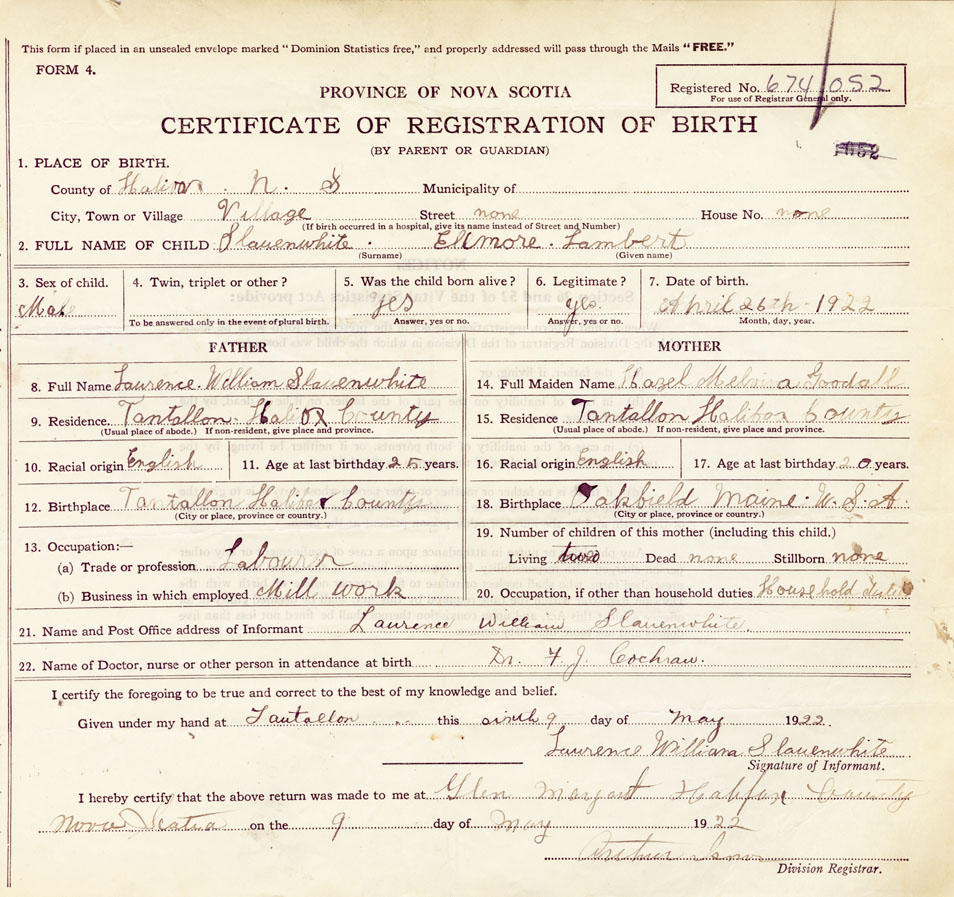 This form if placed in an unsealed envelope marked "Dominion Statistics free," and properly addressed will pass through the Mails "FREE."
FORM 4.
Registered No. 674052
For use of Registrar General only.
PROVINCE OF NOVA SCOTIA
CERTIFICATE OF REGISTRATION OF BIRTH
(BY PARENT OR GUARDIAN)
1. PLACE OF BIRTH.
County of N. S Municipality of
City, Town or Village Village Street none House No. none
(If birth occurred in a hospital, give its name instead of Street and Number)
2. FULL NAME OF CHILD Slauenwhite. Ellmore. Lambert
(Surname) (Given name)
3. Sex of child. 4. Twin, triplet or other? 5. Was the child born alive? 6. Legitimate? 7. Date of birth.
Male yes yes. April 26th - 1922
To be answered only in the event of plural birth. Answer, yes or no. Answer, yes or no. Month, day, year.
FATHER MOTHER
8. Full Name Laurence William Slauenwhite 14. Full Maiden Name Hazel Melvina Goodall
9. Residence. Tantallon. Halifax County 15. Residence Tantallon Halifax County
(Usual place of abode.) If non-resident, give place and province. (Usual place of abode.) If non-resident, give place and province.
10. Racial origin English 11. Age at last birthday 25 years. 16. Racial origin English 17. Age at last birthday 20 years.
12. Birthplace Tantallon Halifax County 18. Birthplace Oakfield Maine. U. S. A.
(City or place, province or country.) (City or place, province or country.)
19. Number of children of this mother (including this child.)
13. Occupation:—
(a) Trade or profession Labourer Living two Dead none Stillborn none
(b) Business in which employed Mill work 20. Occupation, if other than household duties Household duties
21. Name and Post Office address of Informant Laurence William Slauenwhite.
22. Name of Doctor, nurse or other person in attendance at birth Dr. F. J. Cochran.
I certify the foregoing to be true and correct to the best of my knowledge and belief.
Given under my hand at Tantallon this 9 day of May 1922.
Laurence William Slauenwhite
Signature of Informant.
I hereby certify that the above return was made to me at Glen Margaret Halifax County
Nova Scotia on the 9 day of May 1922
Arthur
Division Registrar.